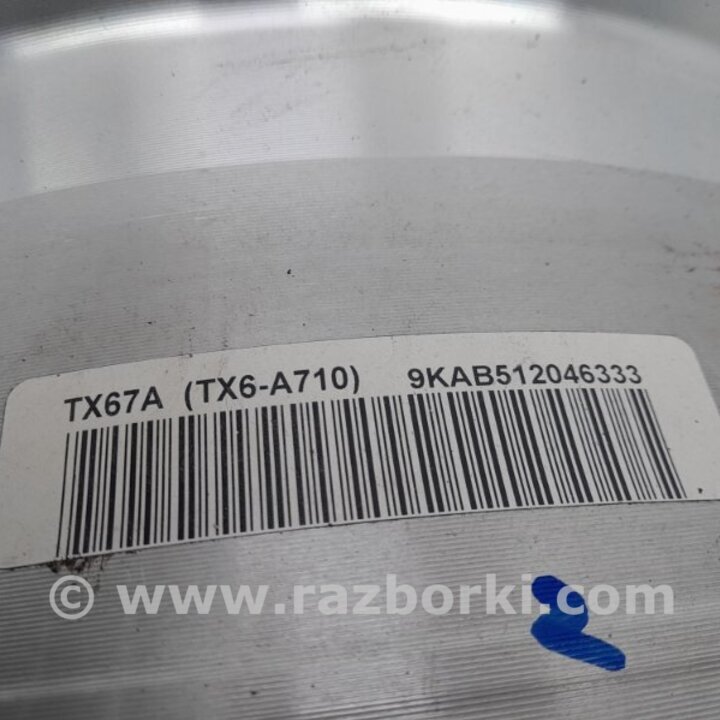 TX67A (TX6-A710) 9KAB512046333
© www.razborki.com